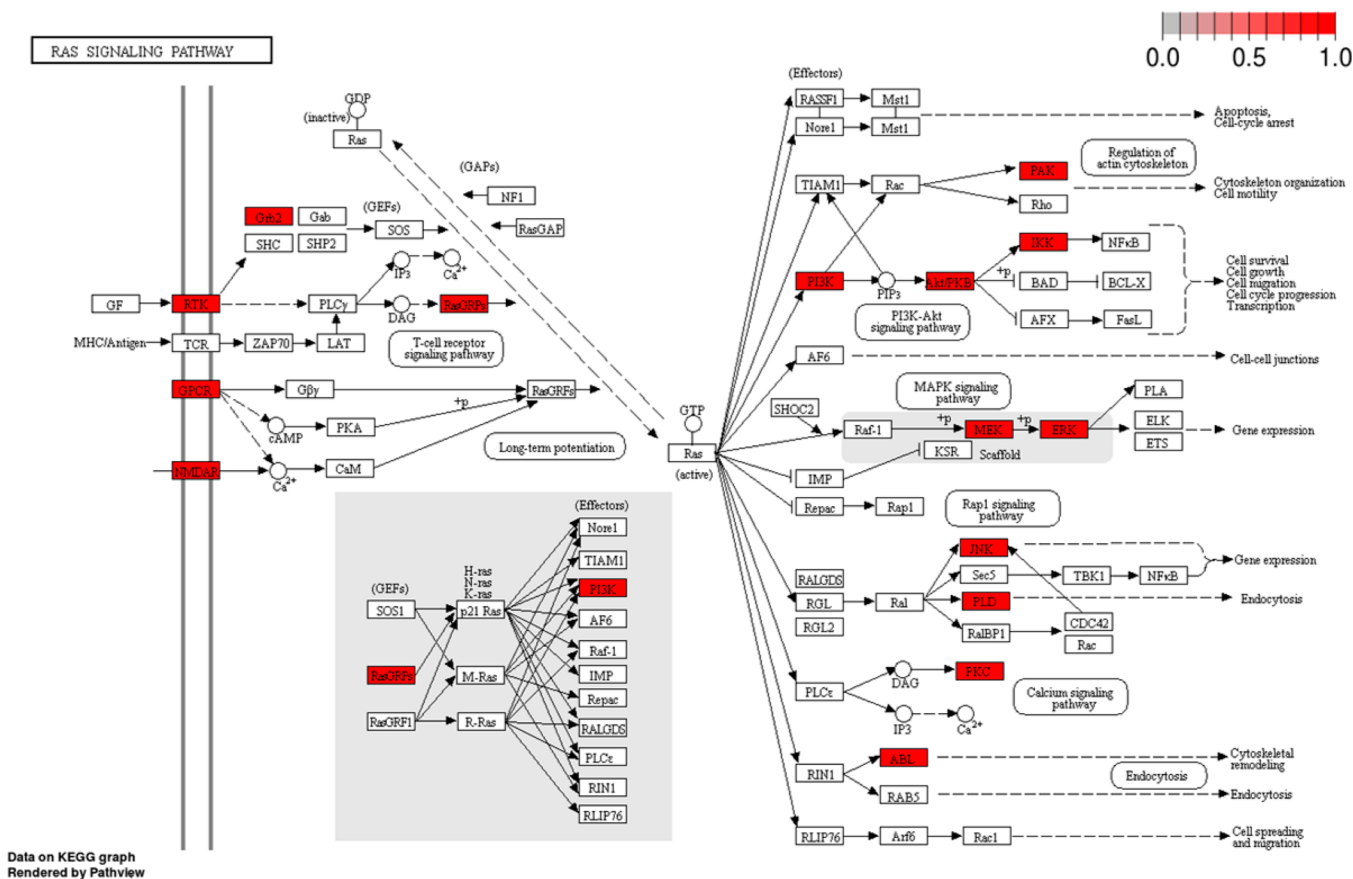 RAS SIGNALING PATHWAY
0.0 0.5 1.0
GDP
(inactive)
Ras
(GAPs)
NF1
RasGAP
(GEFs)
Grb2
Gab
SOS
SHC
SHP2
IP3
Ca2+
GF
RTK
PLCγ
DAG
RasGRPs
MHC/Antigen
TCR
ZAP70
LAT
T-cell receptor
signaling pathway
GPCR
Gβγ
RasGRFs
+p
cAMP
PKA
Long-term potentiation
NMDAR
Ca2+
CaM
GTP
Ras
(active)
(Effectors)
RASSF1
Mst1
Nore1
Mst1
Apoptosis,
Cell-cycle arrest
Regulation of
actin cytoskeleton
TIAM1
Rac
PAK
Rho
Cytoskeleton organization
Cell motility
IKK
NFκB
PI3K
PIP3
Akt/PKB
+p
BAD
BCL-X
AFX
FasL
Cell survival
Cell growth
Cell migration
Cell cycle progression
Transcription
PI3K-Akt
signaling pathway
AF6
Cell-cell junctions
MAPK signaling
pathway
SHOC2
Raf-1
+p
MEK
+p
ERK
PLA
ELK
ETS
Gene expression
KSR
Scaffold
IMP
Repac
Rap1
Rap1 signaling
pathway
JNK
RALGDS
Sec5
TBK1
NFκB
Gene expression
RGL
Ral
PLD
Endocytosis
RGL2
RalBP1
CDC42
Rac
PLCε
DAG
PKC
IP3
Ca2+
Calcium signaling
pathway
RIN1
ABL
Cytoskeletal
remodeling
Endocytosis
RAB5
Endocytosis
RLIP76
Arf6
Rac1
Cell spreading
and migration
(Effectors)
Nore1
TIAM1
H-ras
N-ras
K-ras
(GEFs)
SOS1
p21 Ras
PI3K
AF6
Raf-1
RasGRPs
M-Ras
IMP
Repac
RasGRF1
R-Ras
RALGDS
PLCε
RIN1
RLIP76
Data on KEGG graph
Rendered by Pathview